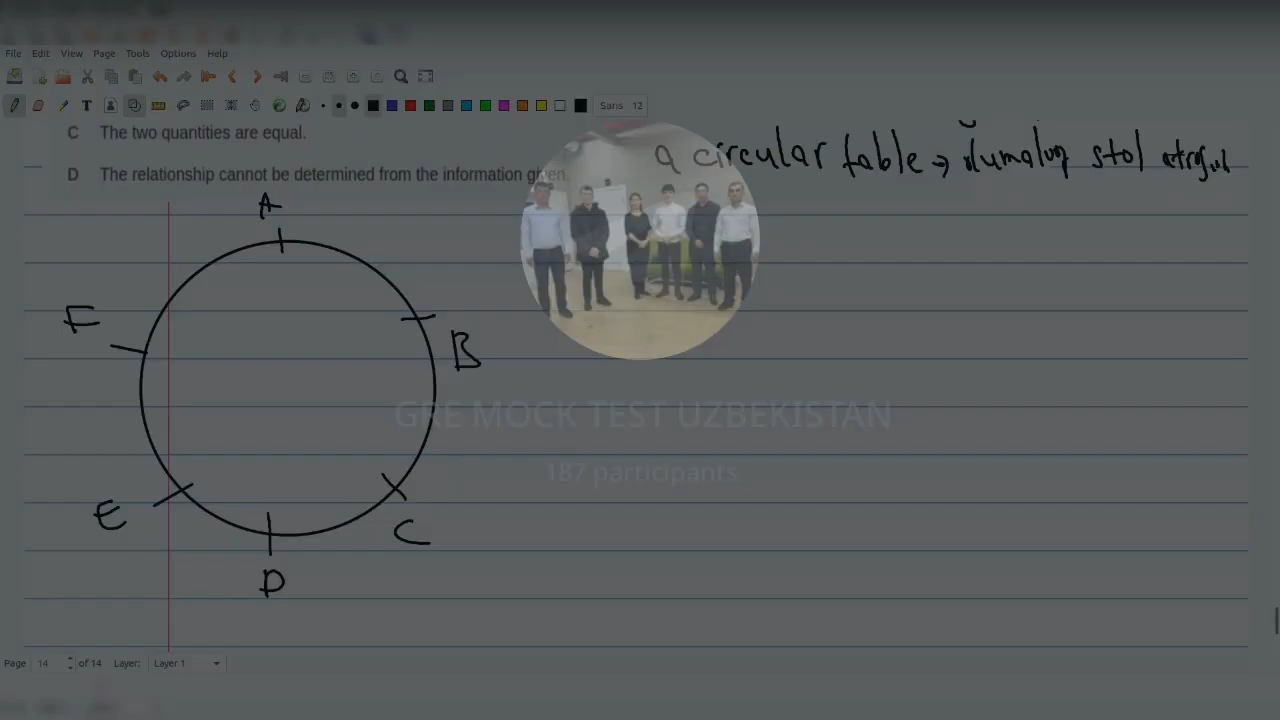 File Edit View Page Tools Options Help
T Sans 12
C The two quantities are equal.
a circular table → dumaloq stol
D The relationship cannot be determined from the information given.
A
F
B
GRE MOCK TEST UZBEKISTAN
187 participants
E
C
D
Page 14 of 14 Layer: Layer 1